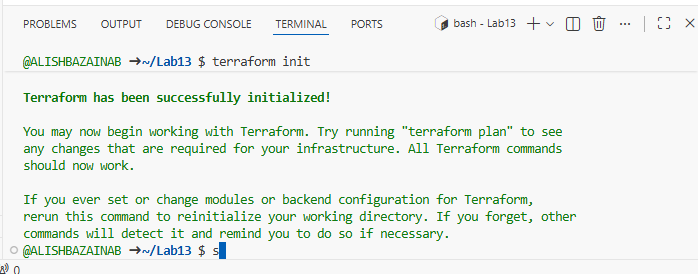 PROBLEMS OUTPUT DEBUG CONSOLE TERMINAL PORTS bash - Lab13
@ALISHBAZAINAB ➜~/Lab13 $ terraform init
Terraform has been successfully initialized!
You may now begin working with Terraform. Try running "terraform plan" to see
any changes that are required for your infrastructure. All Terraform commands
should now work.
If you ever set or change modules or backend configuration for Terraform,
rerun this command to reinitialize your working directory. If you forget, other
commands will detect it and remind you to do so if necessary.
@ALISHBAZAINAB ➜~/Lab13 $ s
0